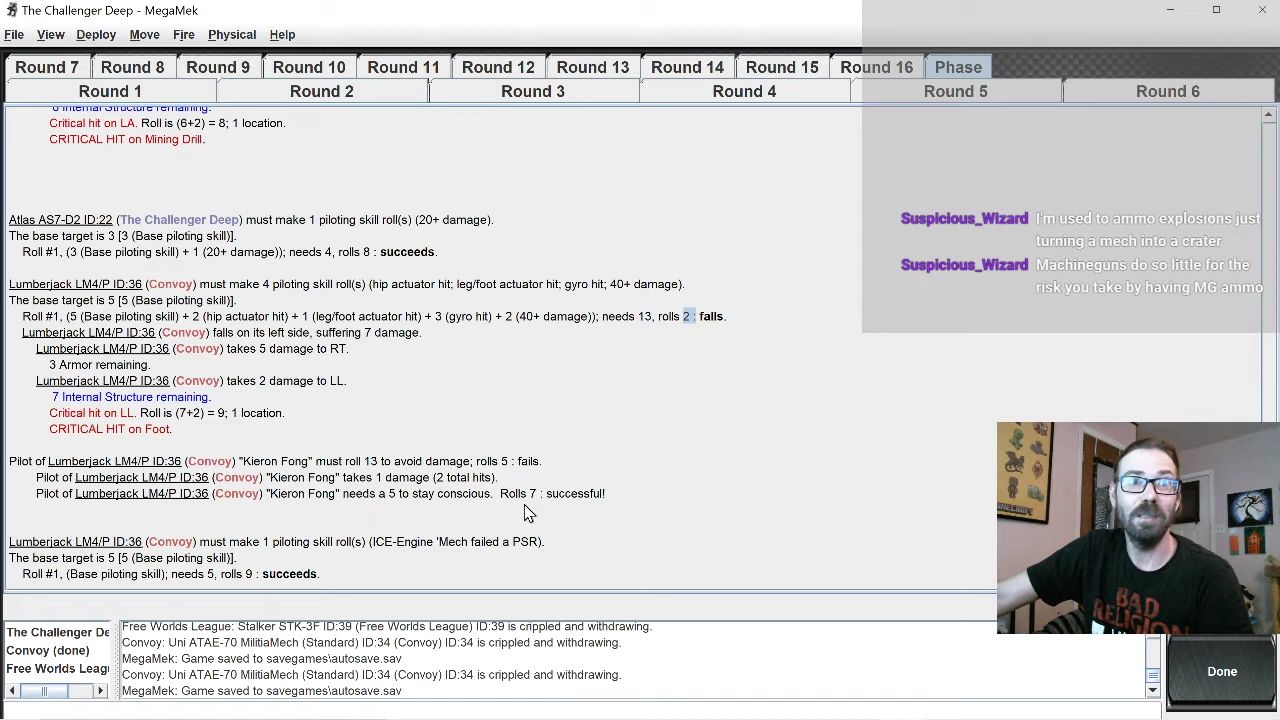 The Challenger Deep - MegaMek
File View Deploy Move Fire Physical Help
Round 7 Round 8 Round 9 Round 10 Round 11 Round 12 Round 13 Round 14 Round 15 Round 16 Phase
Round 1 Round 2 Round 3 Round 4 Round 5 Round 6
Critical hit on LA. Roll is (6+2) = 8; 1 location.
CRITICAL HIT on Mining Drill.
Atlas AS7-D2 ID:22 (The Challenger Deep) must make 1 piloting skill roll(s) (20+ damage).
The base target is 3 [3 (Base piloting skill)].
Roll #1, (3 (Base piloting skill) + 1 (20+ damage)); needs 4, rolls 8 : succeeds.
Lumberjack LM4/P ID:36 (Convoy) must make 4 piloting skill roll(s) (hip actuator hit; leg/foot actuator hit; gyro hit; 40+ damage).
The base target is 5 [5 (Base piloting skill)].
Roll #1, (5 (Base piloting skill) + 2 (hip actuator hit) + 1 (leg/foot actuator hit) + 3 (gyro hit) + 2 (40+ damage)); needs 13, rolls 2 : falls.
Lumberjack LM4/P ID:36 (Convoy) falls on its left side, suffering 7 damage.
Lumberjack LM4/P ID:36 (Convoy) takes 5 damage to RT.
3 Armor remaining.
Lumberjack LM4/P ID:36 (Convoy) takes 2 damage to LL.
7 Internal Structure remaining.
Critical hit on LL. Roll is (7+2) = 9; 1 location.
CRITICAL HIT on Foot.
Pilot of Lumberjack LM4/P ID:36 (Convoy) "Kieron Fong" must roll 13 to avoid damage; rolls 5 : fails.
Pilot of Lumberjack LM4/P ID:36 (Convoy) "Kieron Fong" takes 1 damage (2 total hits).
Pilot of Lumberjack LM4/P ID:36 (Convoy) "Kieron Fong" needs a 5 to stay conscious. Rolls 7 : successful!
Lumberjack LM4/P ID:36 (Convoy) must make 1 piloting skill roll(s) (ICE-Engine 'Mech failed a PSR).
The base target is 5 [5 (Base piloting skill)].
Roll #1, (Base piloting skill); needs 5, rolls 9 : succeeds.
Suspicious_Wizard I'm used to ammo explosions just
turning a mech into a crater
Suspicious_Wizard Machineguns do so little for the
risk you take by having MG ammo
MINECRAFT
BAD
RELIGION
The Challenger De
Convoy (done)
Free Worlds Leag
Free Worlds League: Stalker STK-3F ID:39 (Free Worlds League) ID:39 is crippled and withdrawing.
Convoy: Uni ATAE-70 MilitiaMech (Standard) ID:34 (Convoy) ID:34 is crippled and withdrawing.
MegaMek: Game saved to savegames\autosave.sav
Convoy: Uni ATAE-70 MilitiaMech (Standard) ID:34 (Convoy) ID:34 is crippled and withdrawing.
MegaMek: Game saved to savegames\autosave.sav
Done